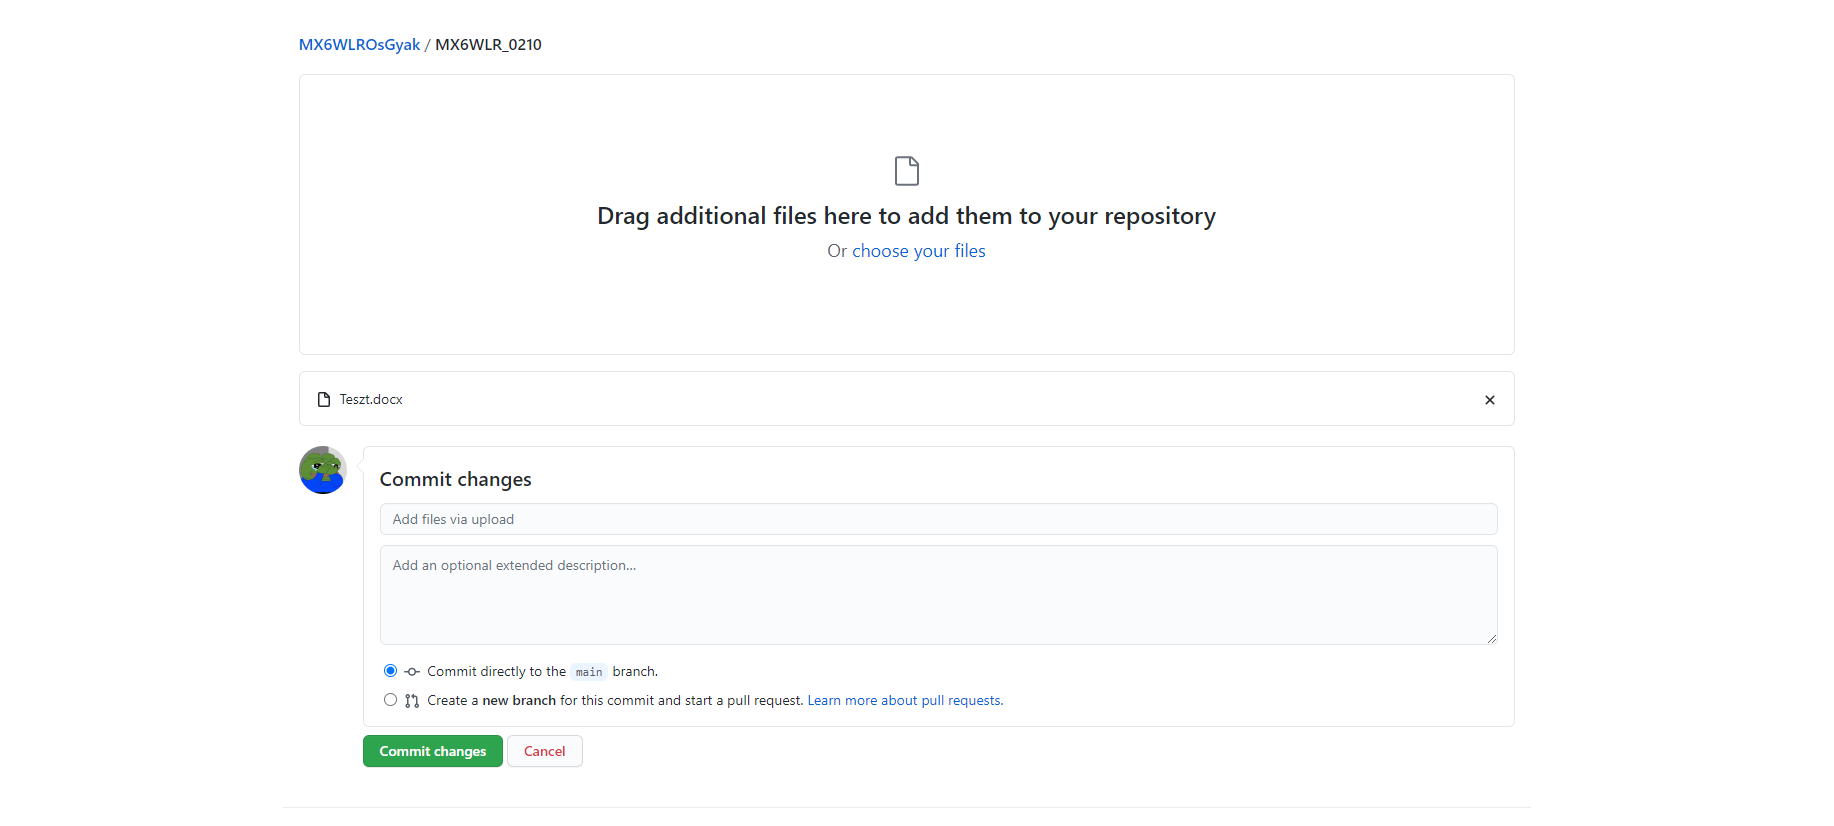 MX6WLROsGyak / MX6WLR_0210
Drag additional files here to add them to your repository
Or choose your files
Teszt.docx
Commit changes
Add files via upload
Add an optional extended description...
Commit directly to the main branch.
Create a new branch for this commit and start a pull request. Learn more about pull requests.
Commit changes Cancel